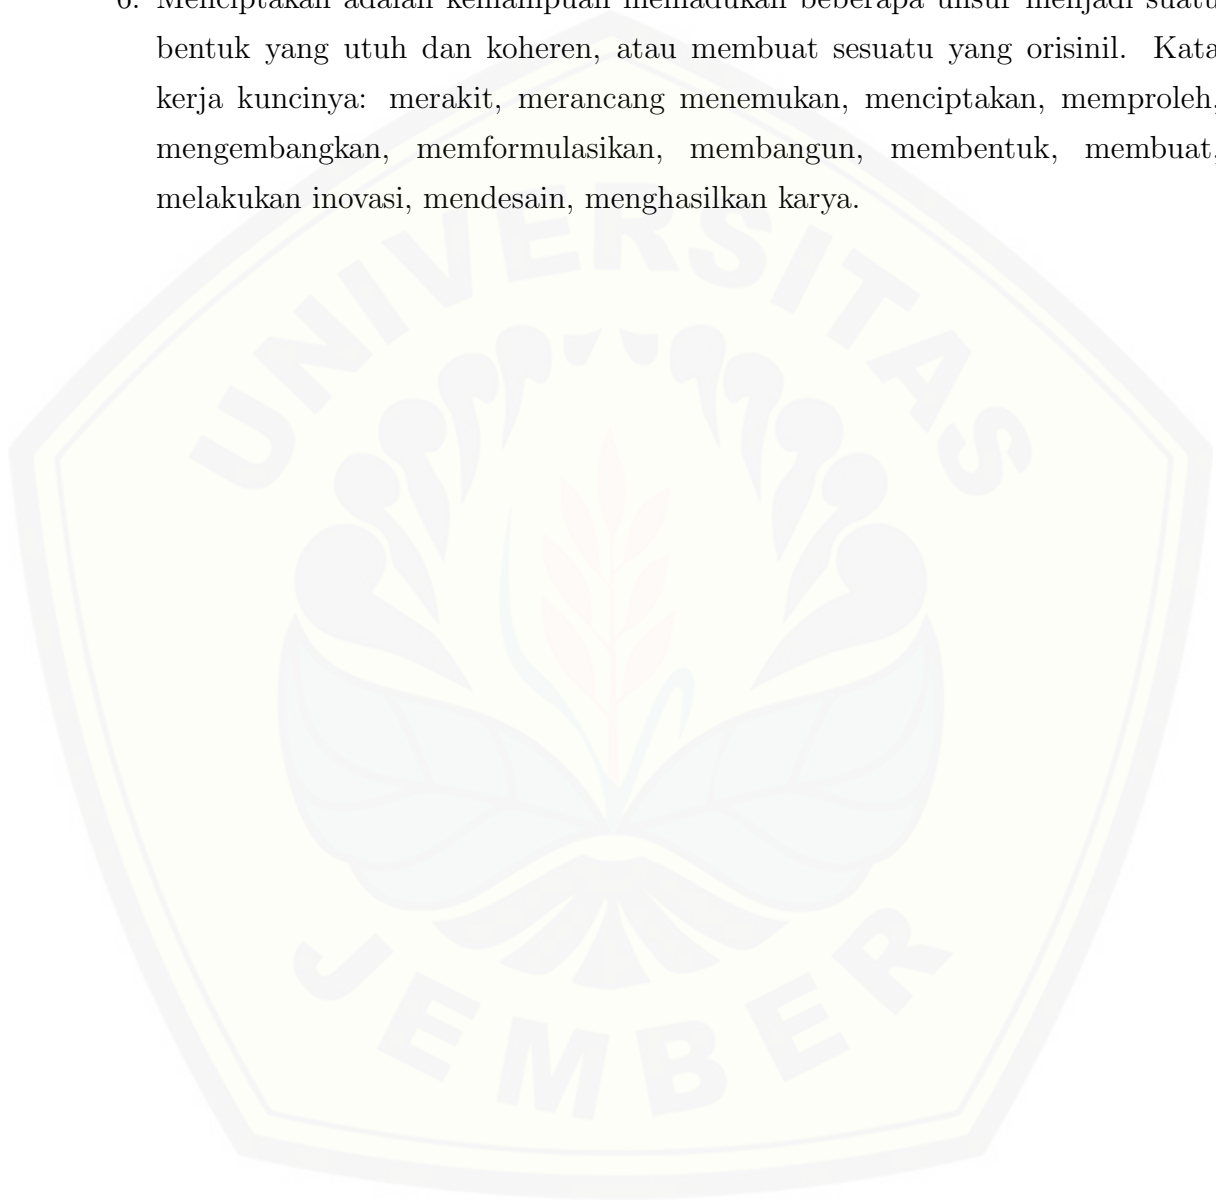 6. Menciptakan adalah kemampuan memadukan beberapa unsur menjadi suatu
bentuk yang utuh dan koheren, atau membuat sesuatu yang orisinil. Kata
kerja kuncinya: merakit, merancang menemukan, menciptakan, memproleh,
mengembangkan, memformulasikan, membangun, membentuk, membuat,
melakukan inovasi, mendesain, menghasilkan karya.
UNIVERSITAS
JEMBER